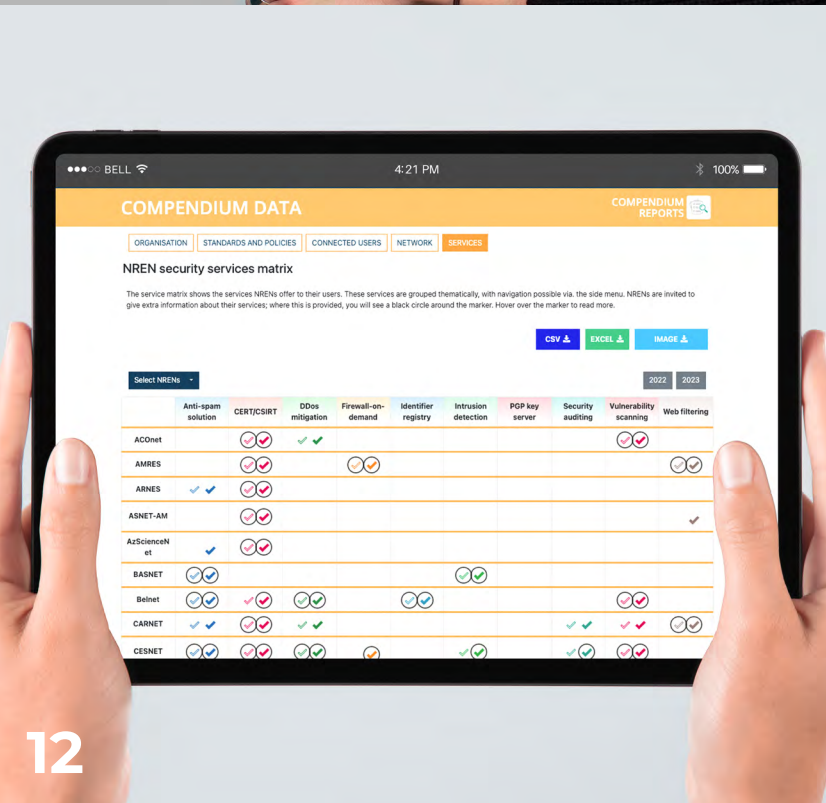 BELL
4:21 PM
100%
COMPENDIUM DATA
COMPENDIUM
REPORTS
ORGANISATION STANDARDS AND POLICIES CONNECTED USERS NETWORK SERVICES
NREN security services matrix
The service matrix shows the services NRENs offer to their users. These services are grouped thematically, with navigation possible via. the side menu. NRENs are invited to
give extra information about their services; where this is provided, you will see a black circle around the marker. Hover over the marker to read more.
CSV EXCEL IMAGE
Select NRENs
2022 2023
Anti-spam
solution
CERT/CSIRT
DDos
mitigation
Firewall-on-
demand
Identifier
registry
Intrusion
detection
PGP key
server
Security
auditing
Vulnerability
scanning
Web filtering
ACOnet
AMRES
ARNES
ASNET-AM
AzScienceN
et
BASNET
Belnet
CARNET
CESNET
12